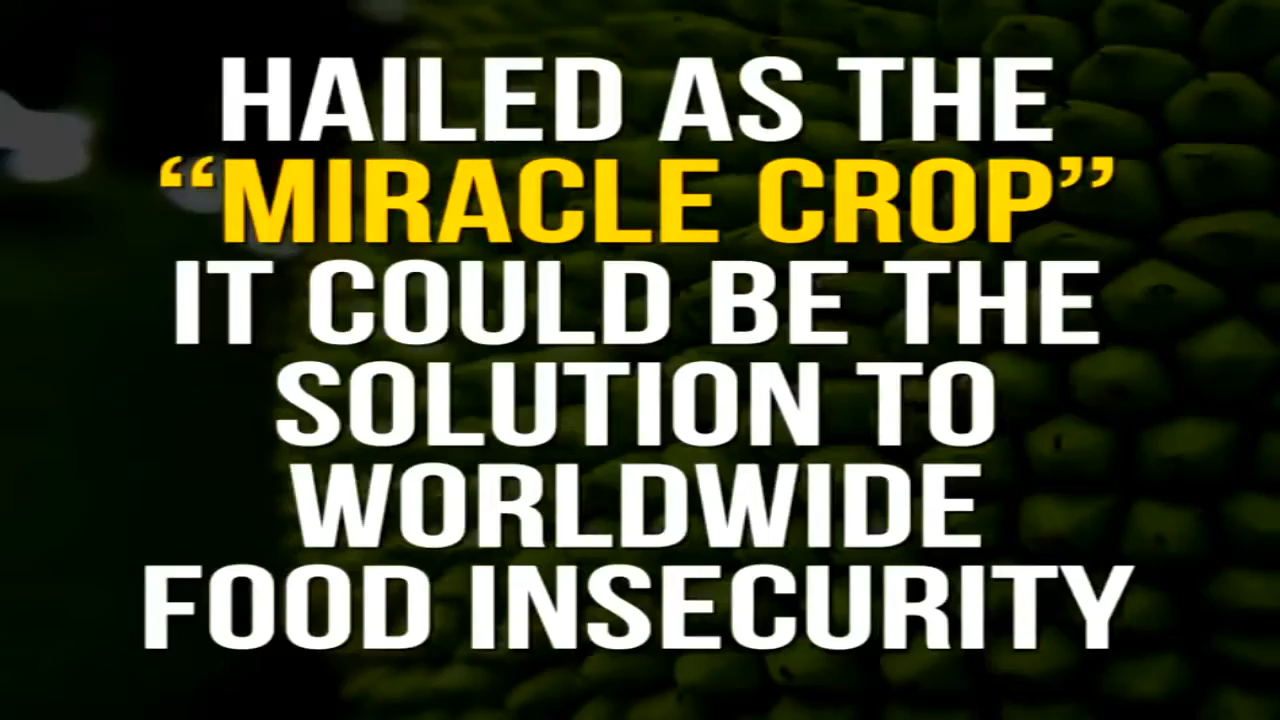 HAILED AS THE
“MIRACLE CROP”
IT COULD BE THE
SOLUTION TO
WORLDWIDE
FOOD INSECURITY